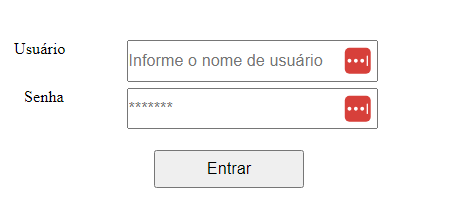 Usuário
Informe o nome de usuário
Senha
*******
Entrar